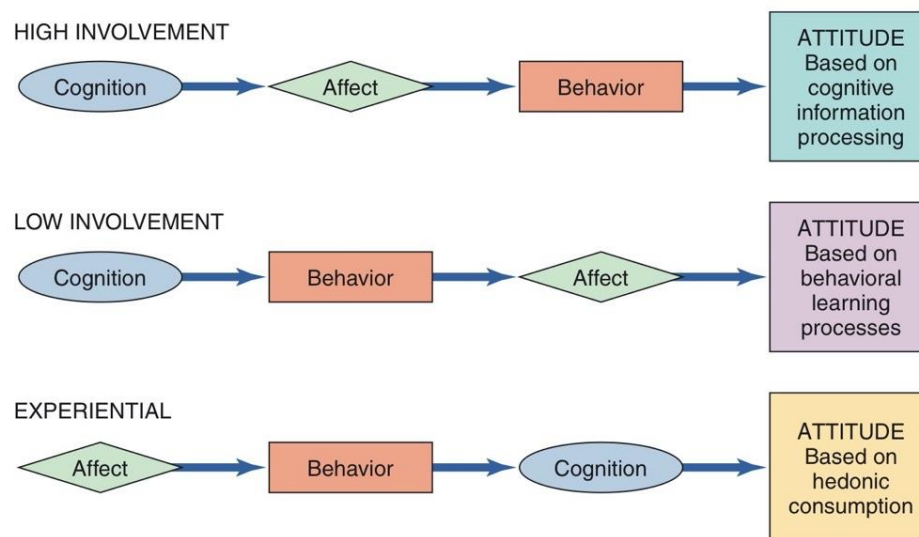 HIGH INVOLVEMENT
Cognition
Affect
Behavior
ATTITUDE
Based on
cognitive
information
processing
LOW INVOLVEMENT
Cognition
Behavior
Affect
ATTITUDE
Based on
behavioral
learning
processes
EXPERIENTIAL
Affect
Behavior
Cognition
ATTITUDE
Based on
hedonic
consumption